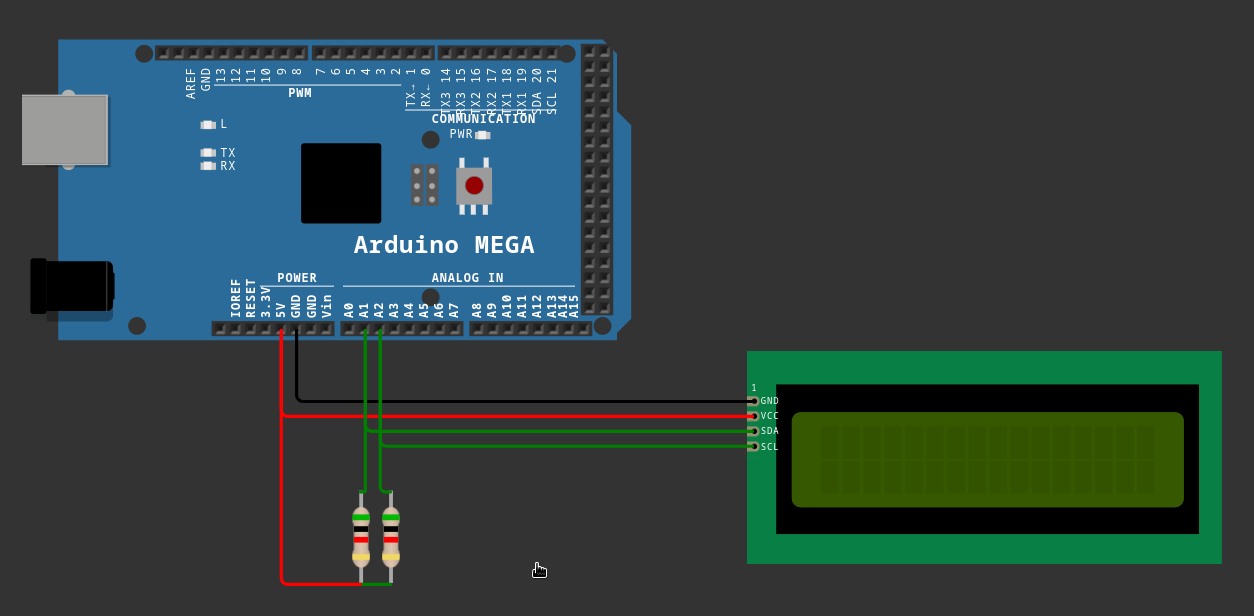 AREF GND 13 12 11 10 9 8 7 6 5 4 3 2 TX→ 1 RX← 0 TX3 14 RX3 15 TX2 16 RX2 17 TX1 18 RX1 19 SDA 20 SCL 21
PWM
COMMUNICATION
L
PWR
TX
RX
Arduino MEGA
POWER
ANALOG IN
IOREF RESET 3.3V 5V GND GND Vin A0 A1 A2 A3 A4 A5 A6 A7 A8 A9 A10 A11 A12 A13 A14 A15
1
GND
VCC
SDA
SCL